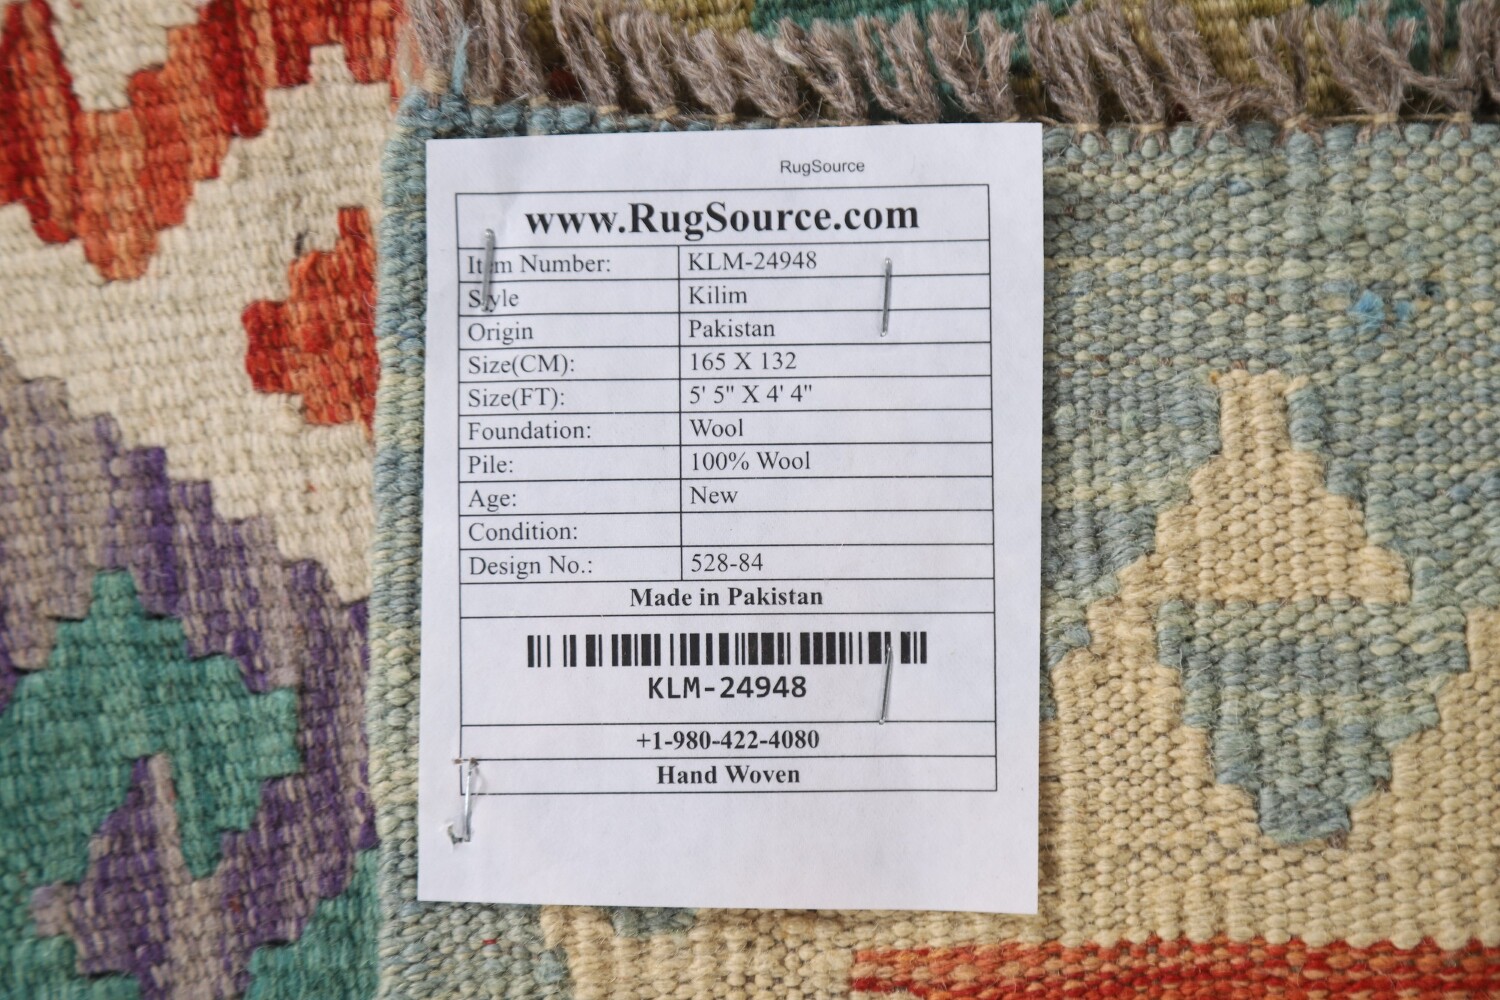 RugSource
www.RugSource.com
Item Number: KLM-24948
Style Kilim
Origin Pakistan
Size(CM): 165 X 132
Size(FT): 5' 5" X 4' 4"
Foundation: Wool
Pile: 100% Wool
Age: New
Condition:
Design No.: 528-84
Made in Pakistan
KLM-24948
+1-980-422-4080
Hand Woven